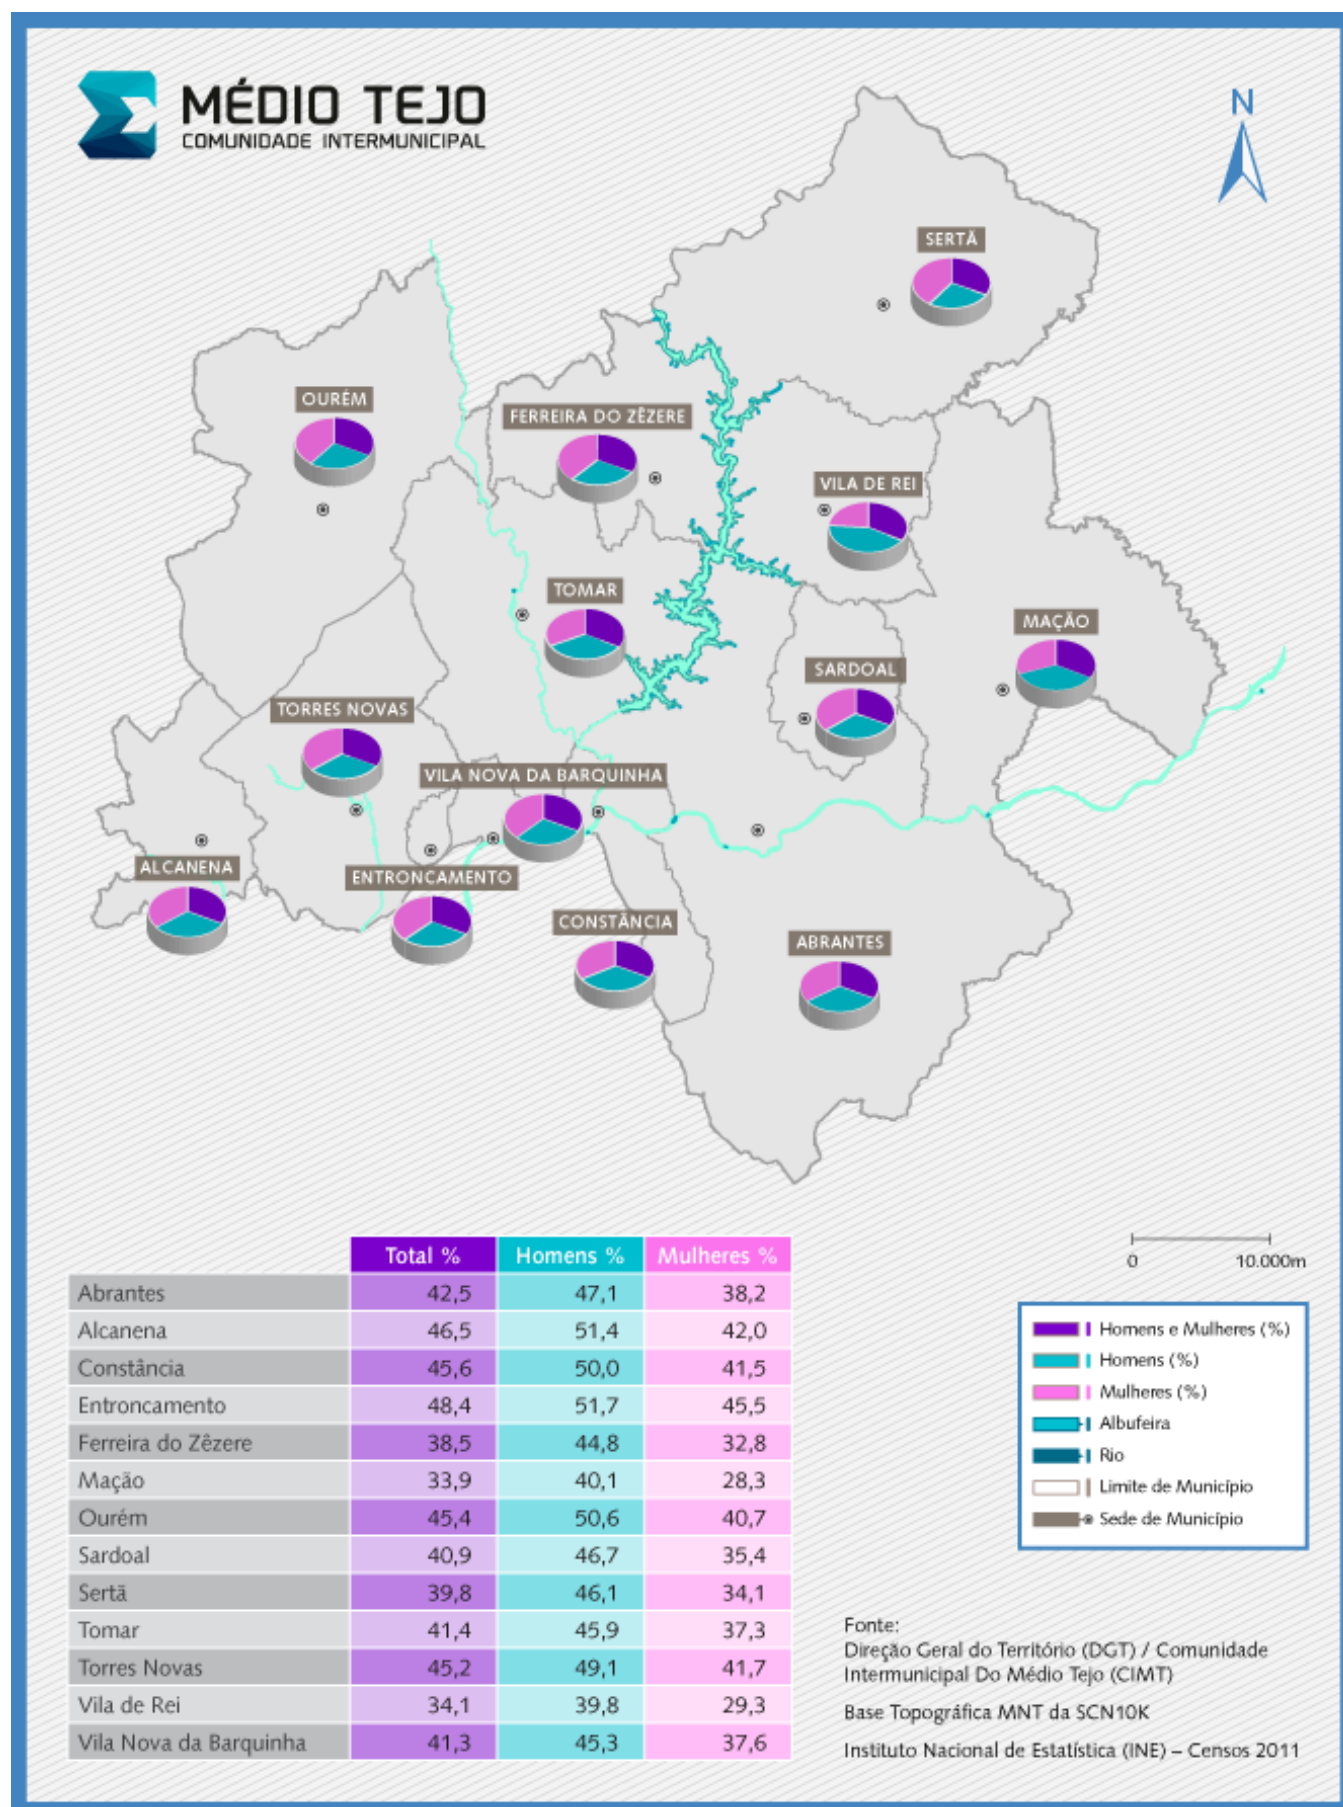 MÉDIO TEJO
COMUNIDADE INTERMUNICIPAL
N
SERTÃ
OURÉM
FERREIRA DO ZÊZERE
VILA DE REI
TOMAR
MAÇÃO
SARDOAL
TORRES NOVAS
VILA NOVA DA BARQUINHA
ALCANENA
ENTRONCAMENTO
CONSTÂNCIA
ABRANTES
Total % Homens % Mulheres %
Abrantes 42,5 47,1 38,2
Alcanena 46,5 51,4 42,0
Constância 45,6 50,0 41,5
Entroncamento 48,4 51,7 45,5
Ferreira do Zêzere 38,5 44,8 32,8
Mação 33,9 40,1 28,3
Ourém 45,4 50,6 40,7
Sardoal 40,9 46,7 35,4
Sertã 39,8 46,1 34,1
Tomar 41,4 45,9 37,3
Torres Novas 45,2 49,1 41,7
Vila de Rei 34,1 39,8 29,3
Vila Nova da Barquinha 41,3 45,3 37,6
0 10.000m
Homens e Mulheres (%)
Homens (%)
Mulheres (%)
Albufeira
Rio
Limite de Município
Sede de Município
Fonte:
Direção Geral do Território (DGT) / Comunidade
Intermunicipal Do Médio Tejo (CIMT)
Base Topográfica MNT da SCN10K
Instituto Nacional de Estatística (INE) – Censos 2011